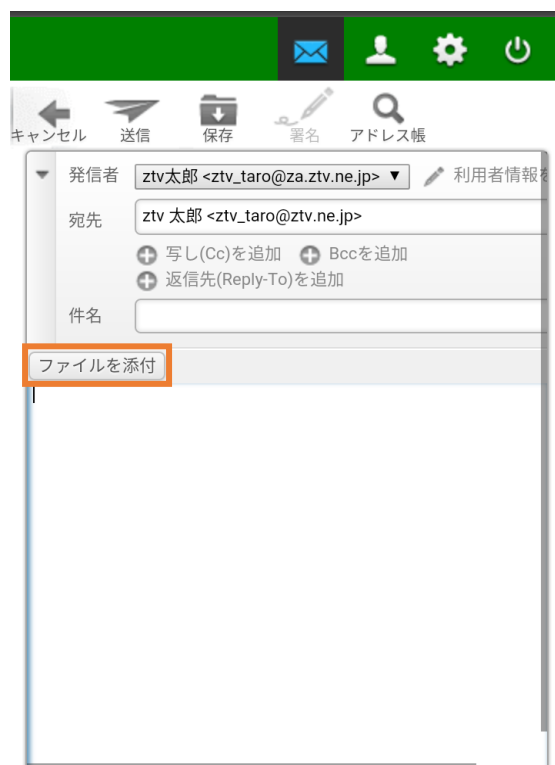 キャンセル 送信 保存 署名 アドレス帳
発信者 ztv太郎 <ztv_taro@za.ztv.ne.jp> ▼ 利用者情報を
宛先 ztv 太郎 <ztv_taro@ztv.ne.jp>
写し(Cc)を追加 Bccを追加
返信先(Reply-To)を追加
件名
ファイルを添付